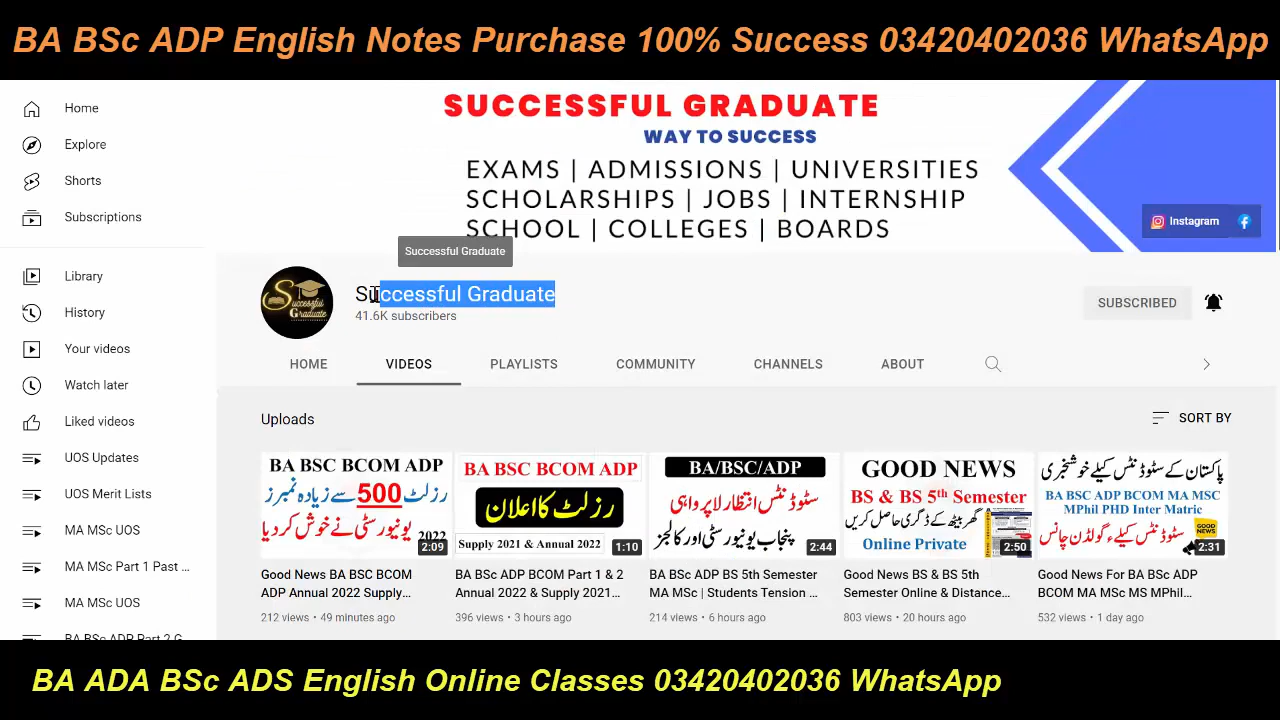 BA BSc ADP English Notes Purchase 100% Success 03420402036 WhatsApp
Home
Explore
Shorts
Subscriptions
Library
History
Your videos
Watch later
Liked videos
UOS Updates
UOS Merit Lists
MA MSc UOS
MA MSc Part 1 Past ...
MA MSc UOS
BA BSc ADP Part 2 G
SUCCESSFUL GRADUATE
WAY TO SUCCESS
EXAMS | ADMISSIONS | UNIVERSITIES
SCHOLARSHIPS | JOBS | INTERNSHIP
SCHOOL | COLLEGES | BOARDS
Instagram
Successful Graduate
Successful Graduate
Successful Graduate
41.6K subscribers
SUBSCRIBED
HOME
VIDEOS
PLAYLISTS
COMMUNITY
CHANNELS
ABOUT
Uploads
SORT BY
BA BSC BCOM ADP
رزلٹ 500 سے زیادہ نمبرز
یونیورسٹی نے خوش کر دیا
2022
2:09
Good News BA BSC BCOM
ADP Annual 2022 Supply...
212 views • 49 minutes ago
BA BSC BCOM ADP
رزلٹ کا اعلان
Supply 2021 & Annual 2022
1:10
BA BSc ADP BCOM Part 1 & 2
Annual 2022 & Supply 2021...
396 views • 3 hours ago
BA/BSC/ADP
سٹوڈنٹس انتظار لاپرواہی
پنجاب یونیورسٹی اور کالجز
2:44
BA BSc ADP BS 5th Semester
MA MSc | Students Tension ...
214 views • 6 hours ago
GOOD NEWS
BS & BS 5th Semester
گھر بیٹھ کے ڈگری حاصل کریں
Online Private
2:50
Good News BS & BS 5th
Semester Online & Distance...
803 views • 20 hours ago
پاکستان کے سٹوڈنٹس کیلئے خوشخبری
BA BSC ADP BCOM MA MSC
MPhil PHD Inter Matric
سٹوڈنٹس کیلئے گولڈن چانس
GOOD NEWS
2:31
Good News For BA BSc ADP
BCOM MA MSc MS MPhil...
532 views • 1 day ago
BA ADA BSc ADS English Online Classes 03420402036 WhatsApp